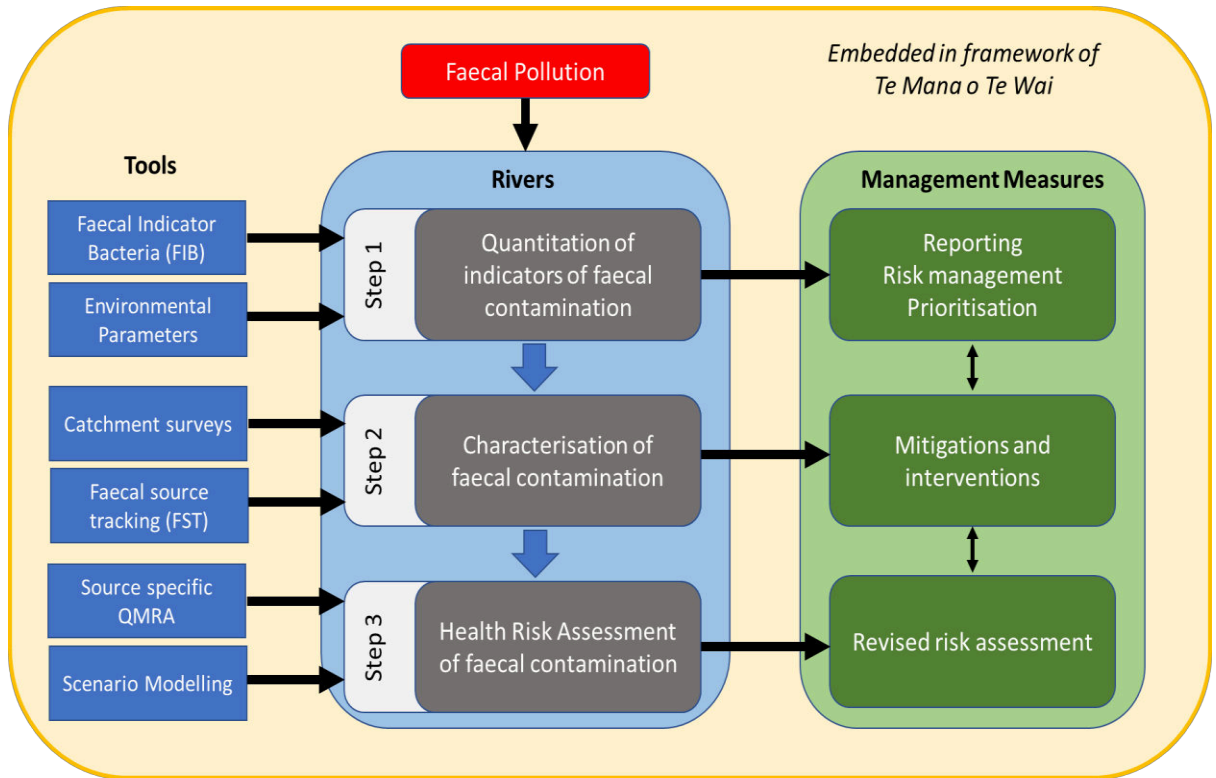 Faecal Pollution
Embedded in framework of
Te Mana o Te Wai
Tools
Faecal Indicator
Bacteria (FIB)
Environmental
Parameters
Catchment surveys
Faecal source
tracking (FST)
Source specific
QMRA
Scenario Modelling
Rivers
Step 1
Quantitation of
indicators of faecal
contamination
Step 2
Characterisation of
faecal contamination
Step 3
Health Risk Assessment
of faecal contamination
Management Measures
Reporting
Risk management
Prioritisation
Mitigations and
interventions
Revised risk assessment